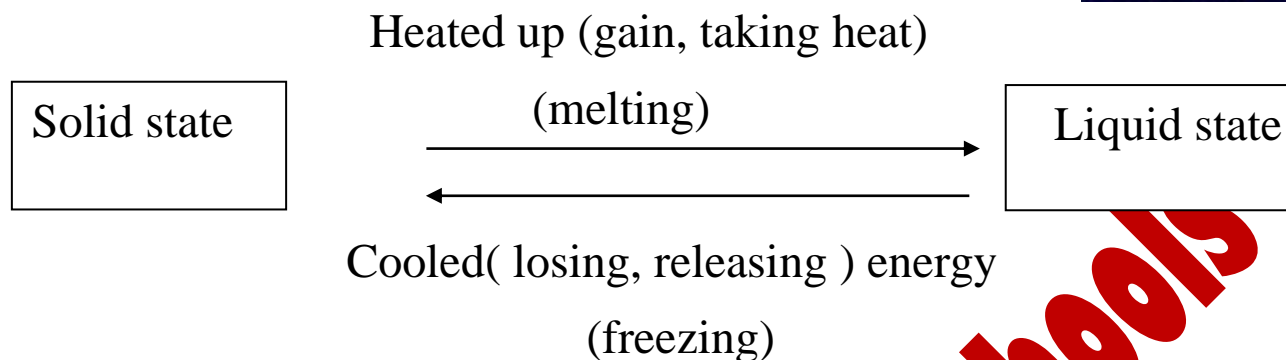 Heated up (gain, taking heat)
(melting)
Solid state
Liquid state
Cooled( losing, releasing ) energy
(freezing)